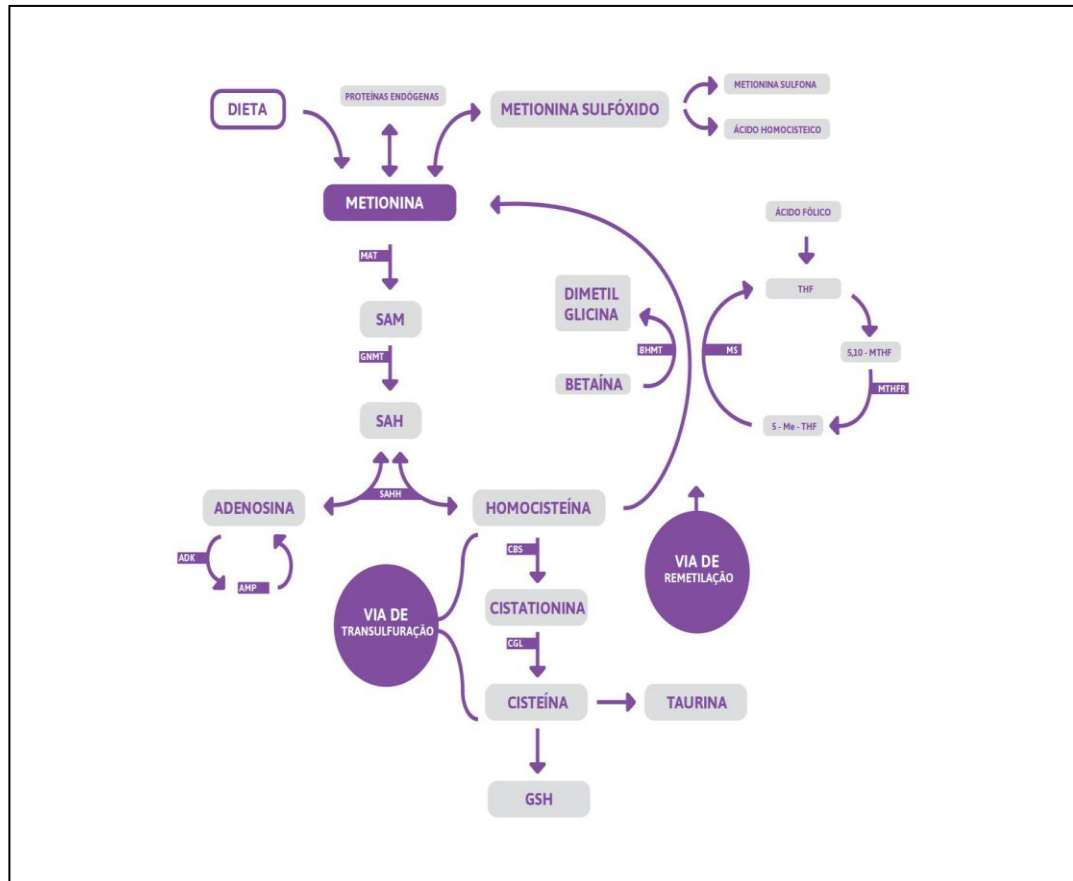 DIETA
PROTEÍNAS ENDÓGENAS
METIONINA SULFÓXIDO
METIONINA SULFONA
ÁCIDO HOMOCISTEICO
METIONINA
ÁCIDO FÓLICO
MAT
THF
DIMETIL
GLICINA
SAM
GNMT
BHMT
MS
5,10 - MTHF
BETAÍNA
MTHFR
SAH
5 - Me - THF
SAHH
ADENOSINA
HOMOCISTEÍNA
ADK
AMP
CBS
VIA DE
REMETILAÇÃO
CISTATIONINA
VIA DE
TRANSULFURAÇÃO
CGL
CISTEÍNA
TAURINA
GSH